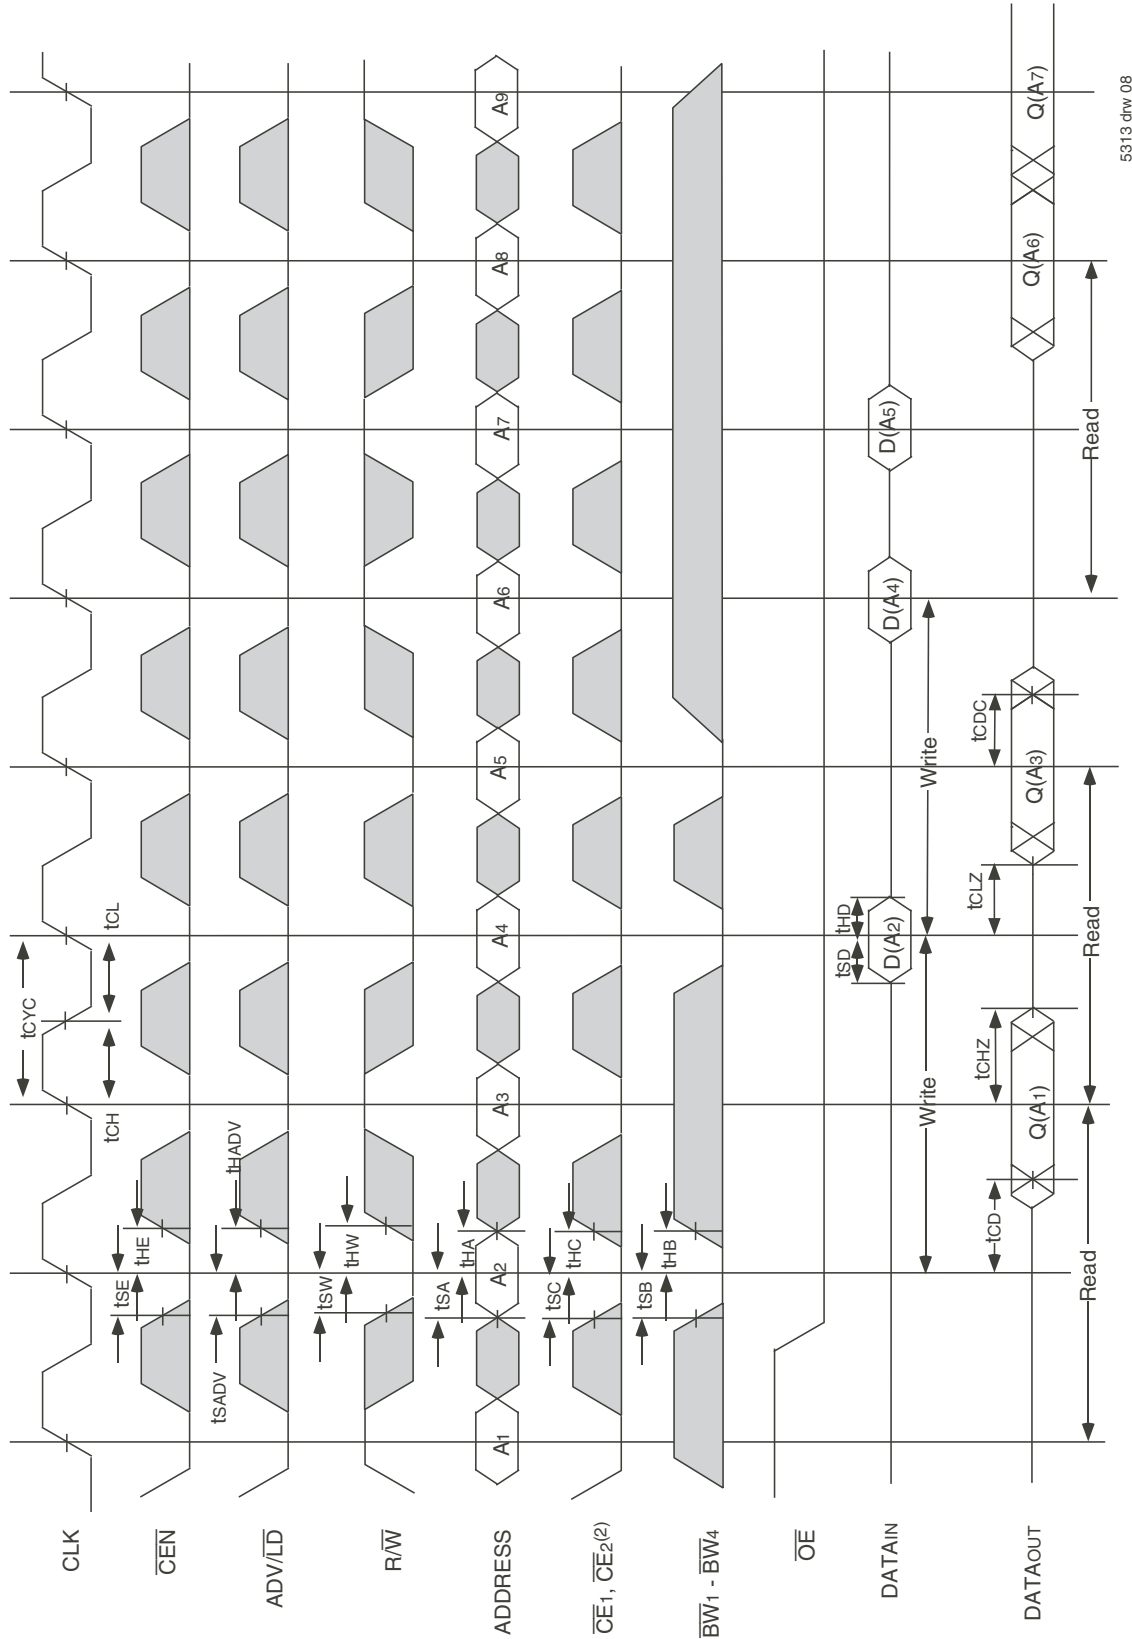 tCYC
CLK
tCH
tCL
tSE
tHE
CEN
tSADV
tHADV
ADV/LD
tSW
tHW
R/W
tSA
tHA
ADDRESS
A1
A2
A3
A4
A5
A6
A7
A8
A9
tSC
tHC
CE1, CE2(2)
tSB
tHB
BW1 - BW4
OE
tSD
tHD
DATAIN
D(A2)
D(A4)
D(A5)
Write
Write
tCD
tCHZ
tCLZ
tCDC
DATAOUT
Q(A1)
Q(A3)
Q(A6)
Q(A7)
Read
Read
Read
5313 drw 08